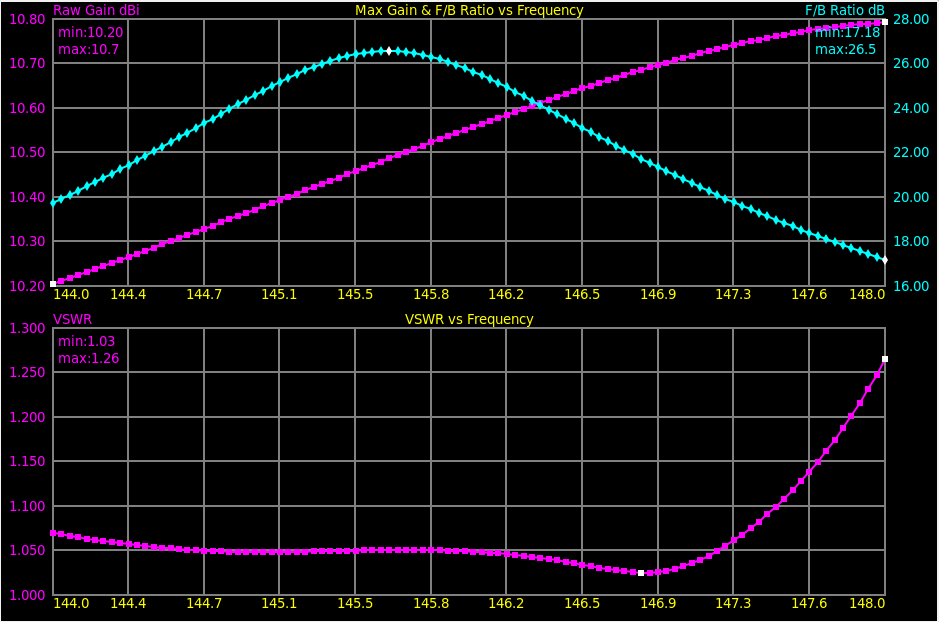 Raw Gain dBi Max Gain & F/B Ratio vs Frequency F/B Ratio dB
10.80 28.00
min:10.20 min:17.18
max:10.7 max:26.5
10.70 26.00
10.60 24.00
10.50 22.00
10.40 20.00
10.30 18.00
10.20 16.00
144.0 144.4 144.7 145.1 145.5 145.8 146.2 146.5 146.9 147.3 147.6 148.0
VSWR VSWR vs Frequency
1.300
min:1.03
max:1.26
1.250
1.200
1.150
1.100
1.050
1.000
144.0 144.4 144.7 145.1 145.5 145.8 146.2 146.5 146.9 147.3 147.6 148.0